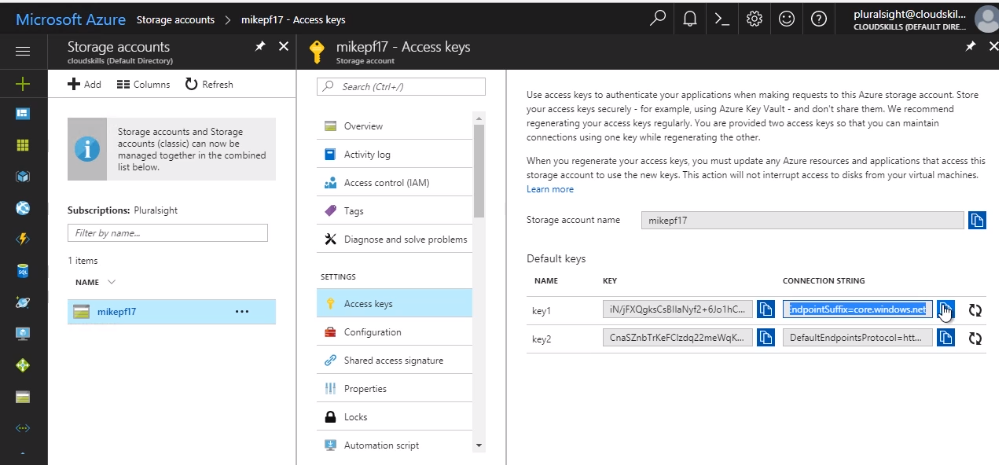 Microsoft Azure Storage accounts > mikepf17 - Access keys
pluralsight@cloudskil...
CLOUDSKILLS (DEFAULT DIRE...
Storage accounts
cloudskills (Default Directory)
Add Columns Refresh
Storage accounts and Storage
accounts (classic) can now be
managed together in the combined
list below.
Subscriptions: Pluralsight
Filter by name...
1 items
NAME
mikepf17 ...
mikepf17 - Access keys
Storage account
Search (Ctrl+/)
Overview
Activity log
Access control (IAM)
Tags
Diagnose and solve problems
SETTINGS
Access keys
Configuration
Shared access signature
Properties
Locks
Automation script
Use access keys to authenticate your applications when making requests to this Azure storage account. Store
your access keys securely - for example, using Azure Key Vault - and don't share them. We recommend
regenerating your access keys regularly. You are provided two access keys so that you can maintain
connections using one key while regenerating the other.
When you regenerate your access keys, you must update any Azure resources and applications that access this
storage account to use the new keys. This action will not interrupt access to disks from your virtual machines.
Learn more
Storage account name mikepf17
Default keys
NAME KEY CONNECTION STRING
key1 EndpointSuffix=core.windows.net
key2 DefaultEndpointsProtocol=htt...
SQL